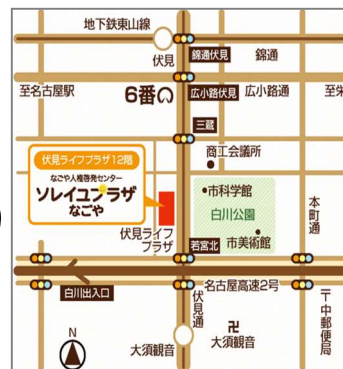 地下鉄東山線
伏見
錦通伏見
錦通
至名古屋駅
6番の
広小路伏見
広小路通
至栄
三蔵
商工会議所
伏見ライフプラザ12階
なごや人権啓発センター
ソレイユプラザ
なごや
市科学館
白川公園
市美術館
本町通
伏見ライフ
プラザ
若宮北
白川出入口
名古屋高速2号
伏見通
卍
大須観音
大須観音
〒中郵便局
N